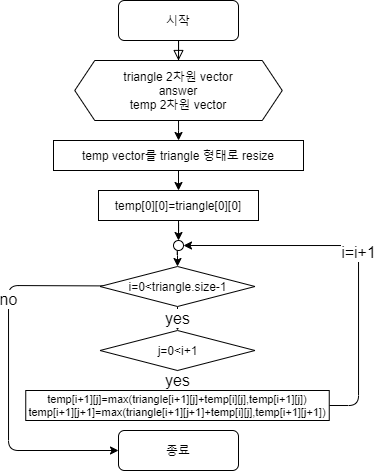 시작
triangle 2차원 vector
answer
temp 2차원 vector
temp vector를 triangle 형태로 resize
temp[0][0]=triangle[0][0]
i=i+1
i=0<triangle.size-1
no
yes
j=0<i+1
yes
temp[i+1][j]=max(triangle[i+1][j]+temp[i][j],temp[i+1][j])
temp[i+1][j+1]=max(triangle[i+1][j+1]+temp[i][j],temp[i+1][j+1])
종료